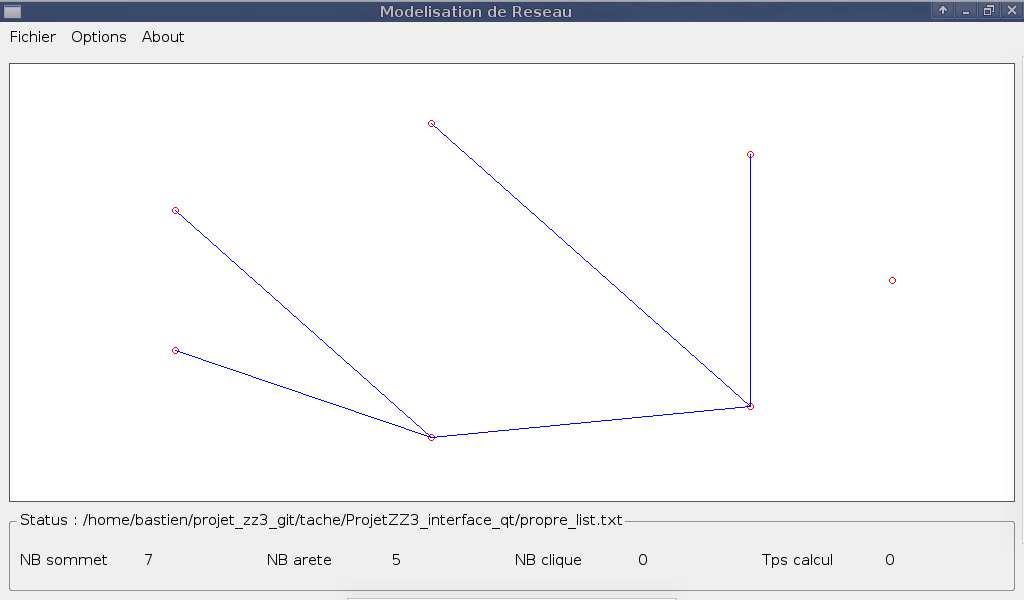 Modelisation de Reseau
Fichier Options About
Status : /home/bastien/projet_zz3_git/tache/ProjetZZ3_interface_qt/propre_list.txt
NB sommet 7 NB arete 5 NB clique 0 Tps calcul 0